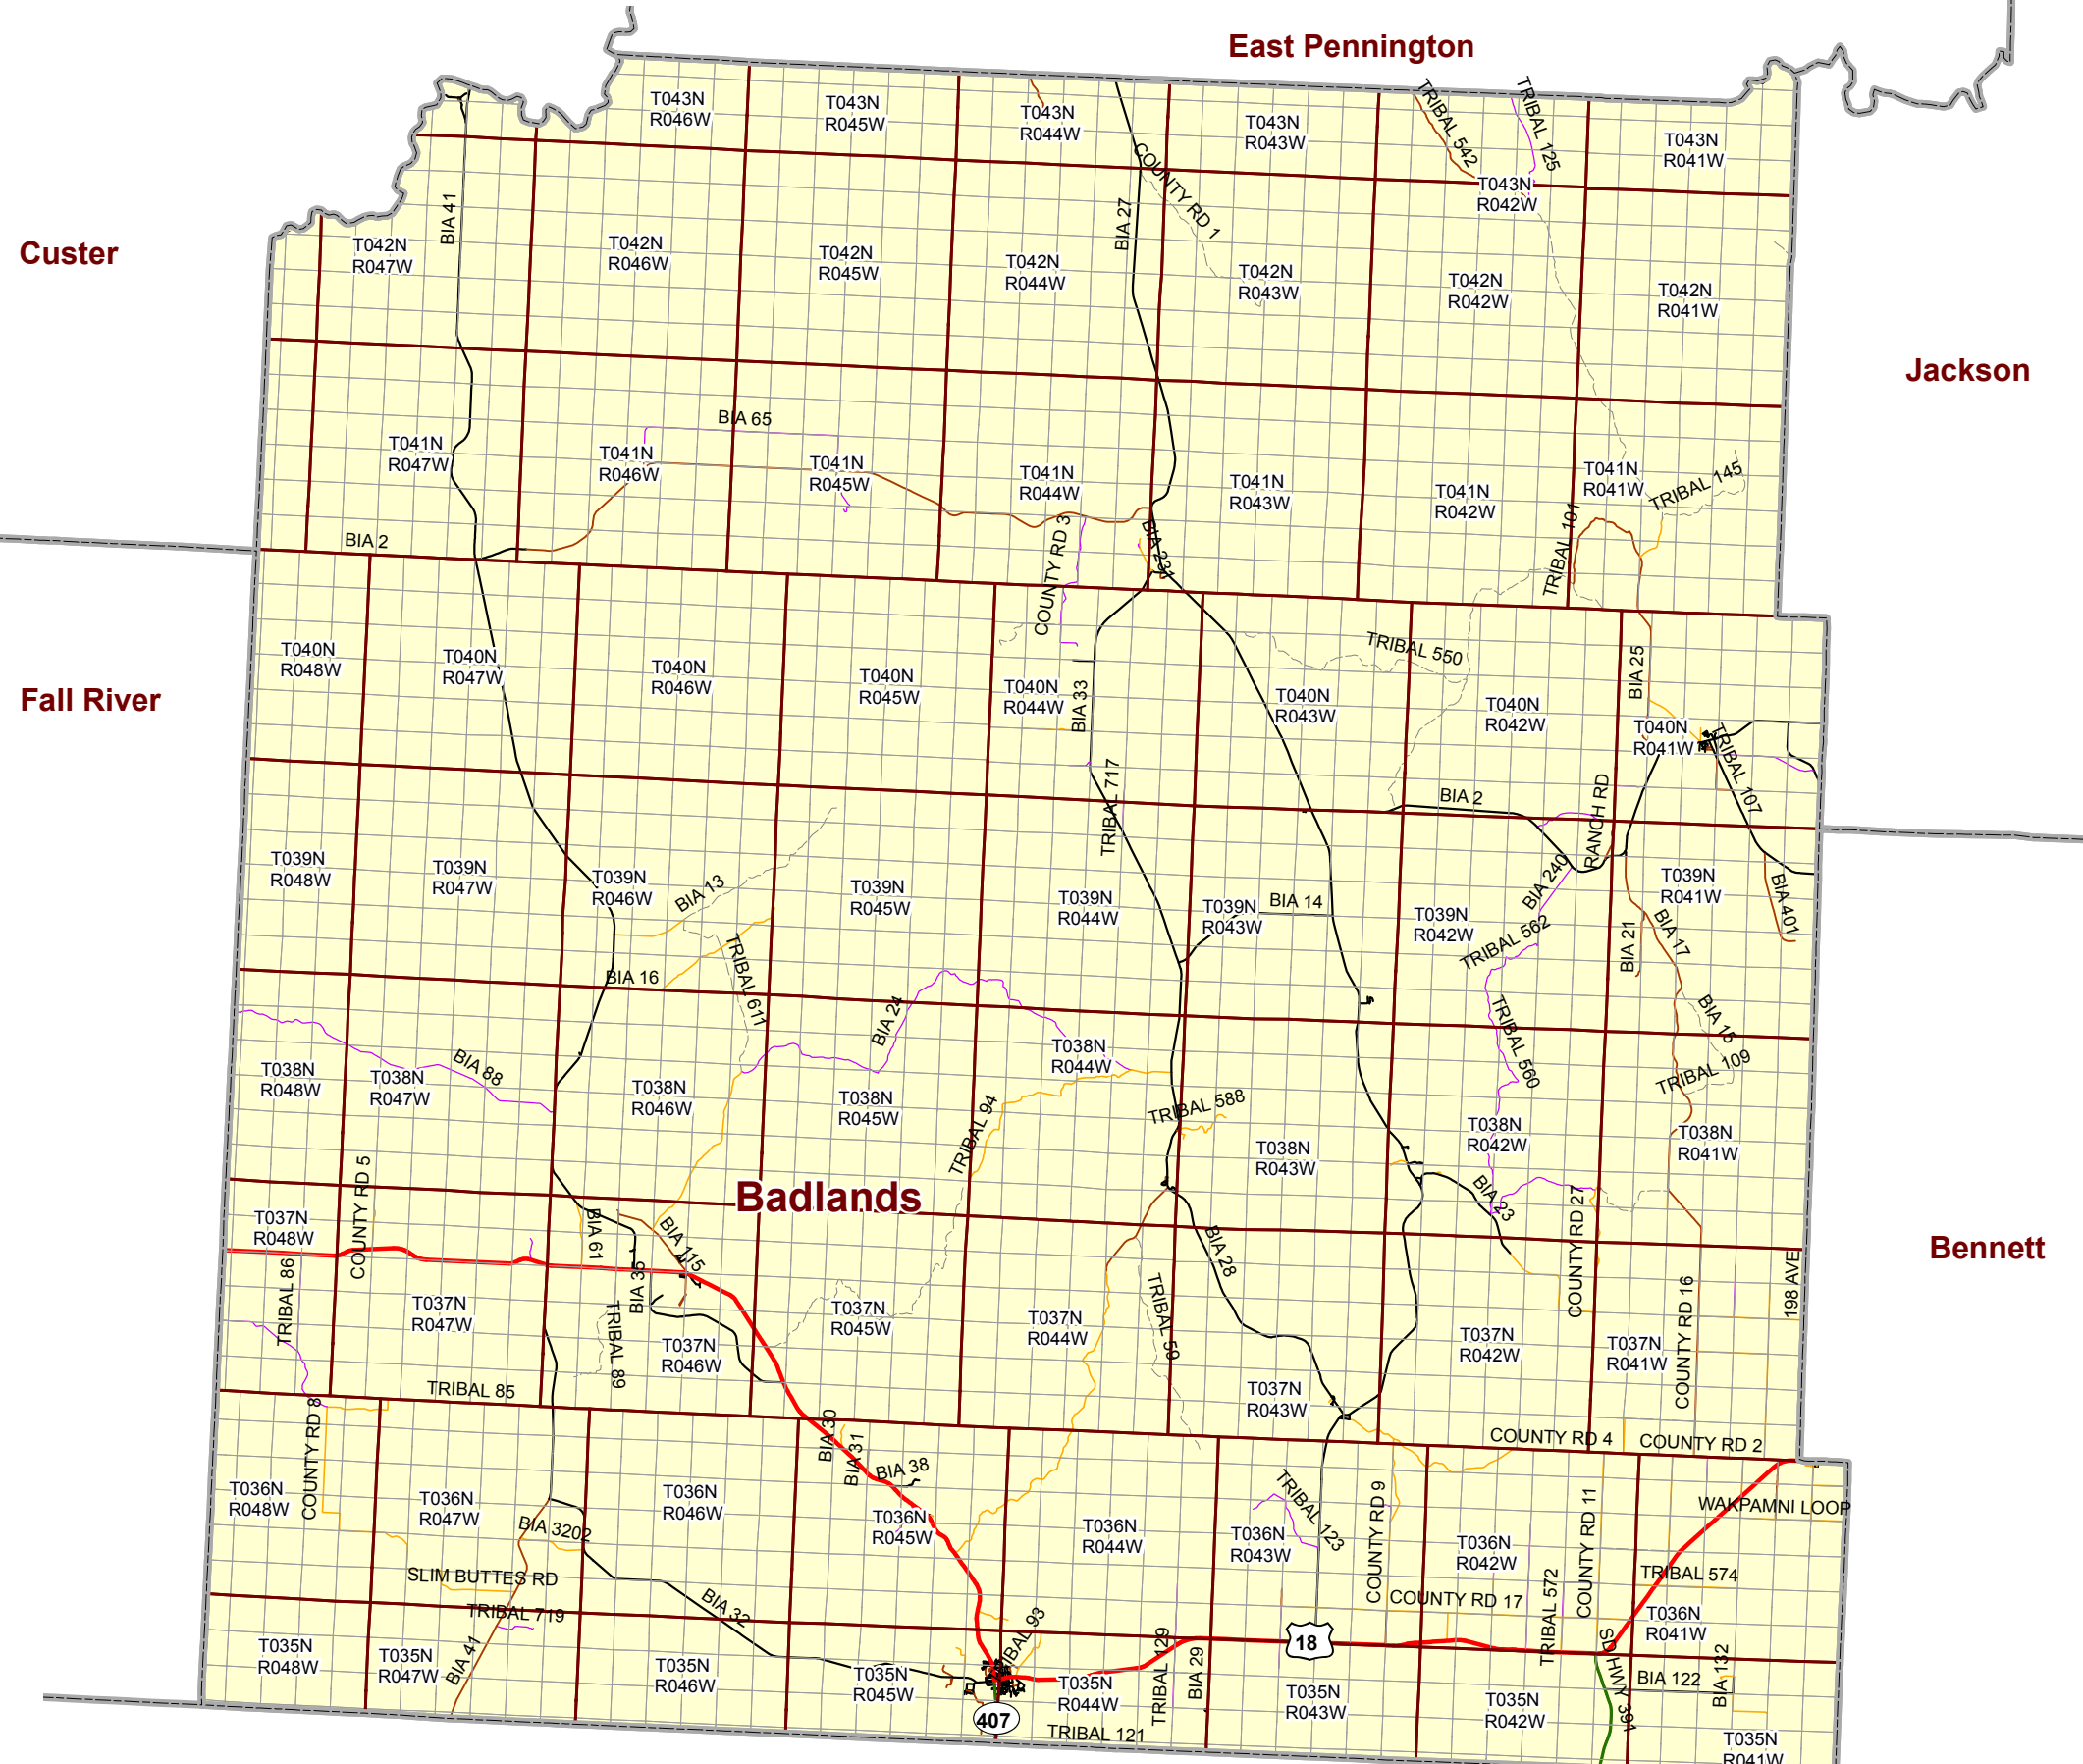 East Pennington
Custer
Jackson
Fall River
Bennett
Badlands
T043N
R046W
T043N
R045W
T043N
R044W
T043N
R043W
T043N
R042W
T043N
R041W
TRIBAL 542
TRIBAL 125
COUNTY RD 1
BIA 41
BIA 27
T042N
R047W
T042N
R046W
T042N
R045W
T042N
R044W
T042N
R043W
T042N
R042W
T042N
R041W
BIA 65
T041N
R047W
T041N
R046W
T041N
R045W
T041N
R044W
T041N
R043W
T041N
R042W
T041N
R041W
TRIBAL 145
TRIBAL 101
BIA 2
COUNTY RD 3
BIA 231
T040N
R048W
T040N
R047W
T040N
R046W
T040N
R045W
T040N
R044W
T040N
R043W
T040N
R042W
T040N
R041W
BIA 33
TRIBAL 550
BIA 25
TRIBAL 107
TRIBAL 717
BIA 2
RANCH RD
T039N
R048W
T039N
R047W
T039N
R046W
T039N
R045W
T039N
R044W
T039N
R043W
T039N
R042W
T039N
R041W
BIA 13
BIA 14
BIA 240
TRIBAL 562
BIA 21
BIA 17
BIA 401
BIA 16
TRIBAL 611
BIA 24
TRIBAL 560
BIA 15
TRIBAL 109
T038N
R048W
T038N
R047W
T038N
R046W
T038N
R045W
T038N
R044W
T038N
R043W
T038N
R042W
T038N
R041W
BIA 88
TRIBAL 94
TRIBAL 588
COUNTY RD 5
BIA 23
COUNTY RD 27
T037N
R048W
T037N
R047W
T037N
R046W
T037N
R045W
T037N
R044W
T037N
R043W
T037N
R042W
T037N
R041W
TRIBAL 86
BIA 61
BIA 115
BIA 35
TRIBAL 89
BIA 28
TRIBAL 59
COUNTY RD 16
198 AVE
TRIBAL 85
COUNTY RD 8
BIA 30
BIA 31
BIA 38
COUNTY RD 4
COUNTY RD 2
T036N
R048W
T036N
R047W
T036N
R046W
T036N
R045W
T036N
R044W
T036N
R043W
T036N
R042W
T036N
R041W
TRIBAL 123
COUNTY RD 9
COUNTY RD 11
WAKPAMNI LOOP
BIA 3202
SLIM BUTTES RD
TRIBAL 719
BIA 32
COUNTY RD 17
TRIBAL 572
TRIBAL 574
T035N
R048W
T035N
R047W
T035N
R046W
T035N
R045W
T035N
R044W
T035N
R043W
T035N
R042W
T035N
R041W
BIA 41
TRIBAL 93
TRIBAL 129
BIA 29
18
SD HWY 391
BIA 122
BIA 132
407
TRIBAL 121